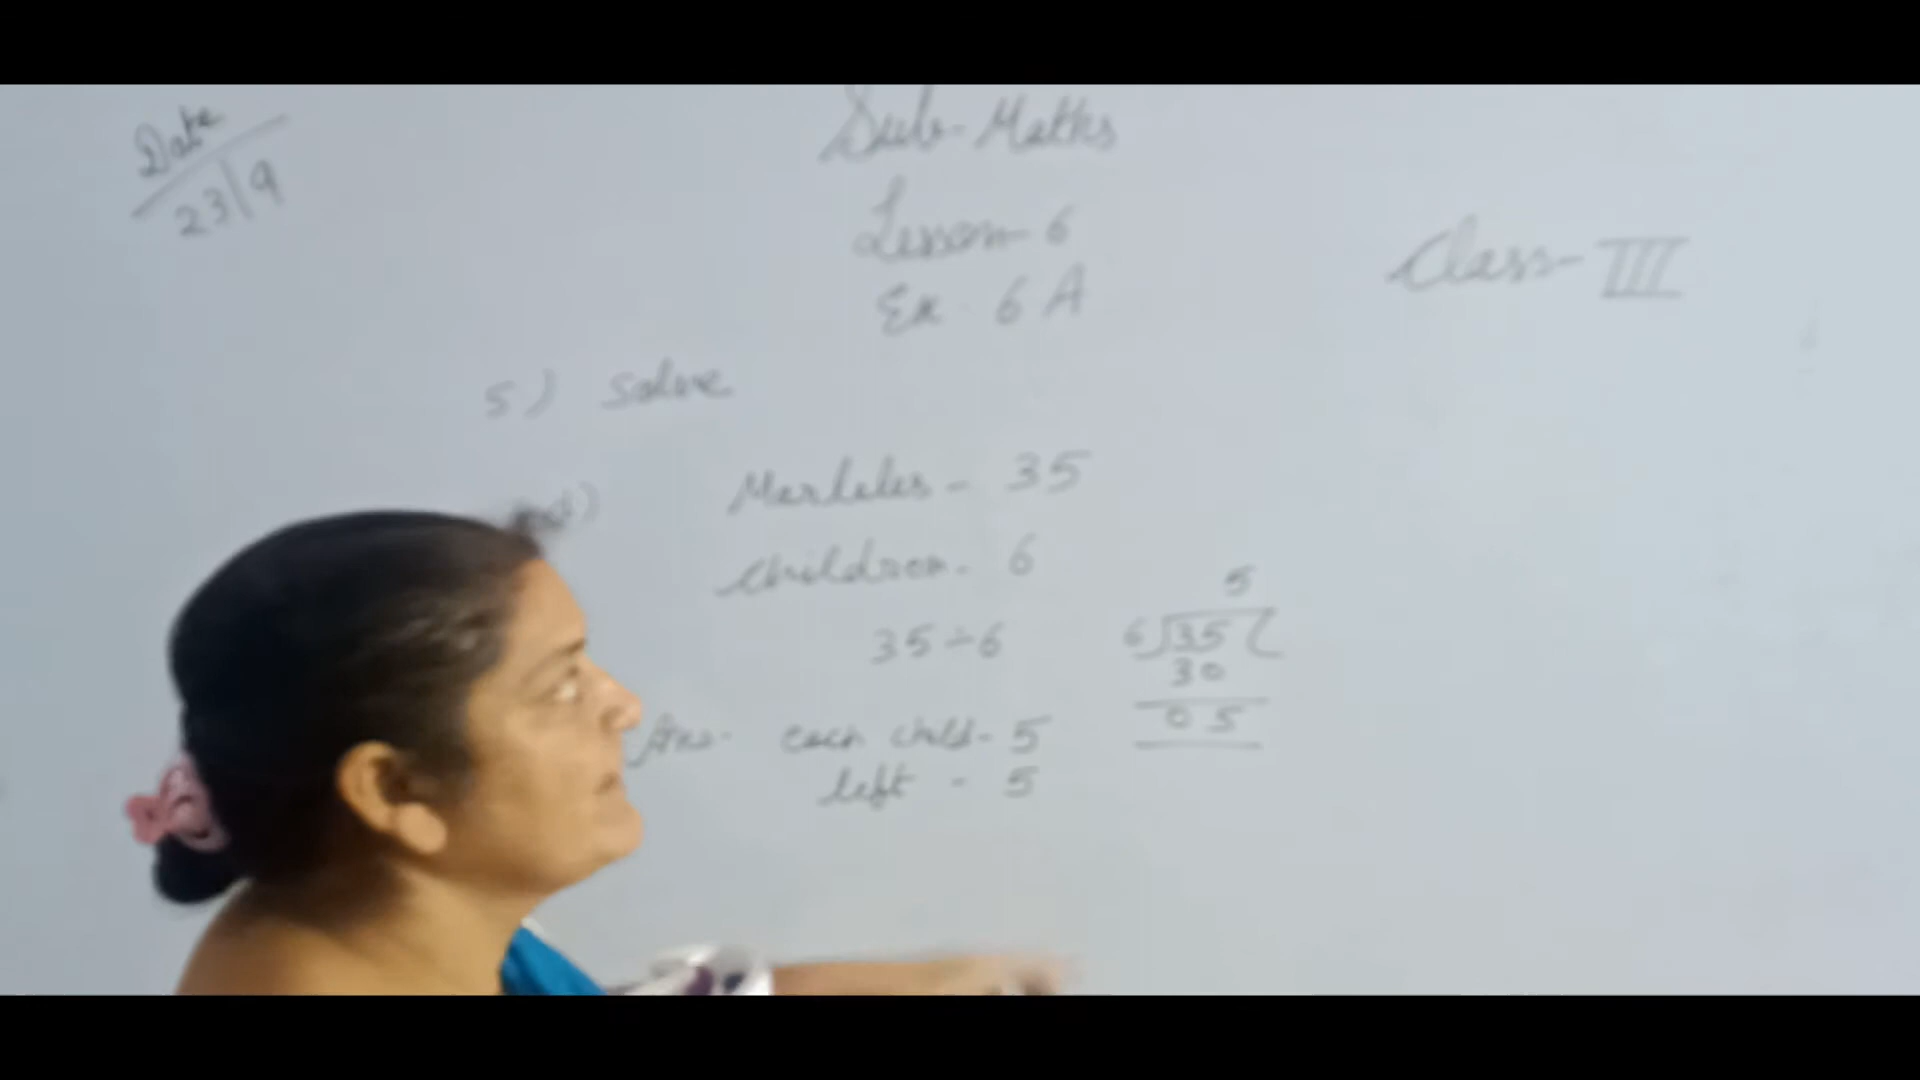 Date
23/9
Sub- Maths
Lesson- 6
Ex. 6 A
Class- III
5) Solve
Marbles - 35
Children - 6
35 ÷ 6
5
6 35
30
05
Ans- each child- 5
left - 5